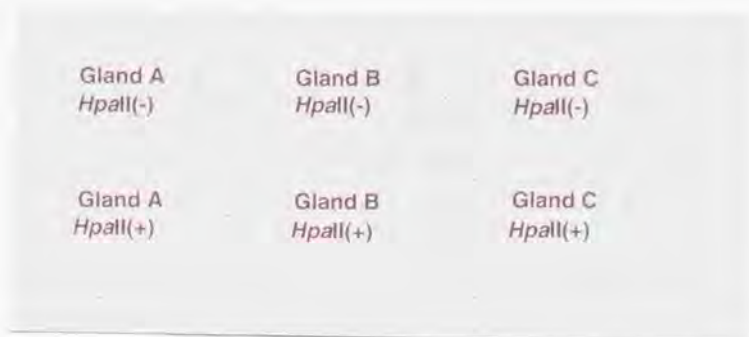 Gland A Gland B Gland C
HpaII(-) HpaII(-) HpaII(-)
Gland A Gland B Gland C
HpaII(+) HpaII(+) HpaII(+)